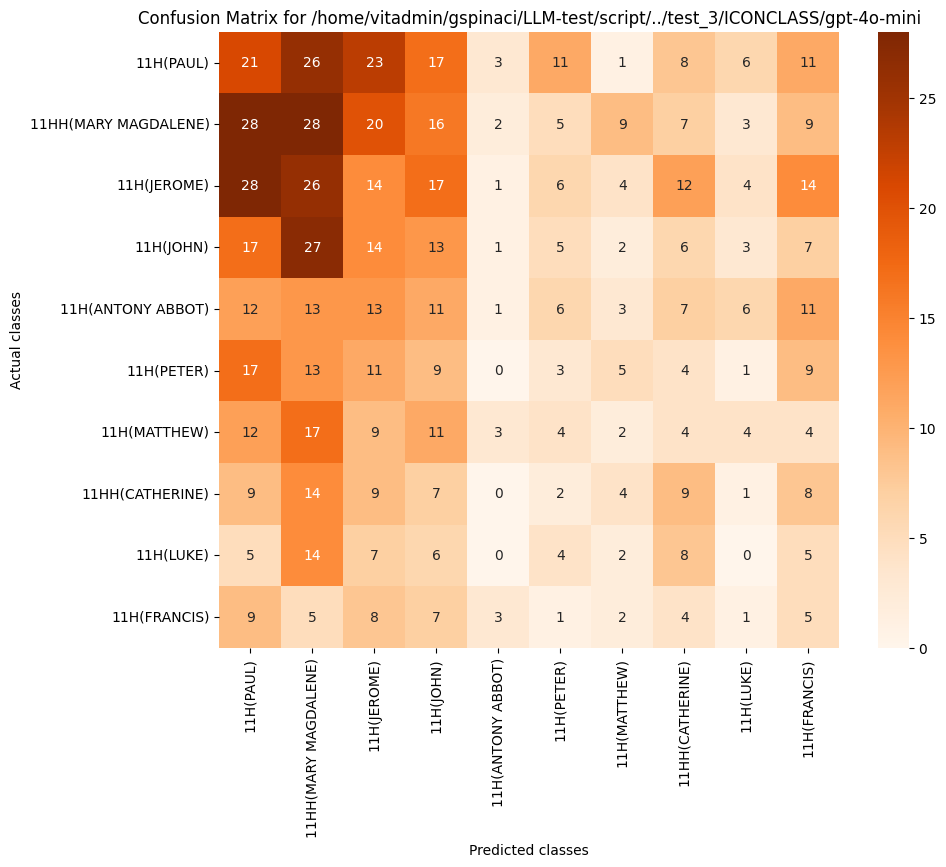 Confusion Matrix for /home/vitadmin/gspinaci/LLM-test/script/../test_3/ICONCLASS/gpt-4o-mini
Actual classes
11H(PAUL) 21 26 23 17 3 11 1 8 6 11
11HH(MARY MAGDALENE) 28 28 20 16 2 5 9 7 3 9
11H(JEROME) 28 26 14 17 1 6 4 12 4 14
11H(JOHN) 17 27 14 13 1 5 2 6 3 7
11H(ANTONY ABBOT) 12 13 13 11 1 6 3 7 6 11
11H(PETER) 17 13 11 9 0 3 5 4 1 9
11H(MATTHEW) 12 17 9 11 3 4 2 4 4 4
11HH(CATHERINE) 9 14 9 7 0 2 4 9 1 8
11H(LUKE) 5 14 7 6 0 4 2 8 0 5
11H(FRANCIS) 9 5 8 7 3 1 2 4 1 5
11H(PAUL)
11HH(MARY MAGDALENE)
11H(JEROME)
11H(JOHN)
11H(ANTONY ABBOT)
11H(PETER)
11H(MATTHEW)
11HH(CATHERINE)
11H(LUKE)
11H(FRANCIS)
Predicted classes
25
20
15
10
5
0